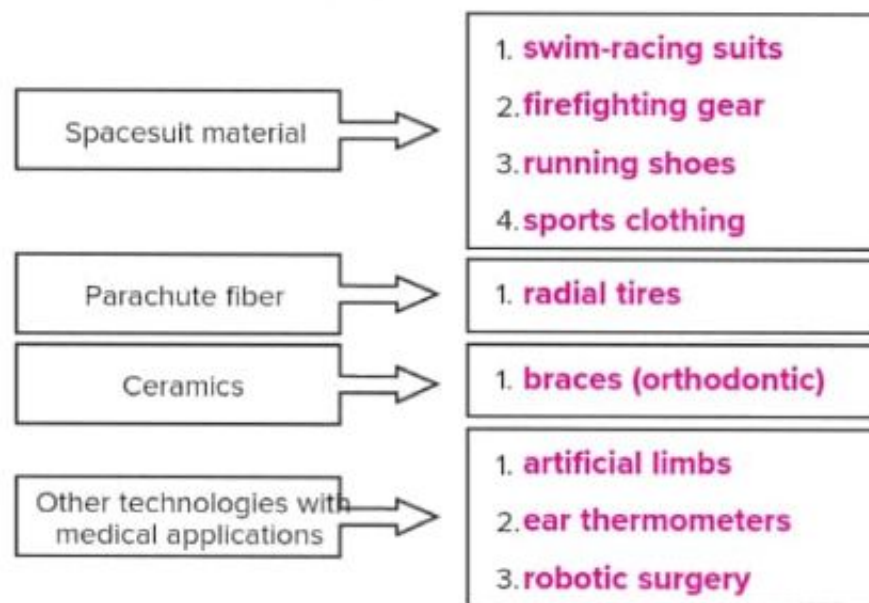 Spacesuit material
1. swim-racing suits
2. firefighting gear
3. running shoes
4. sports clothing
Parachute fiber
1. radial tires
Ceramics
1. braces (orthodontic)
Other technologies with
medical applications
1. artificial limbs
2. ear thermometers
3. robotic surgery